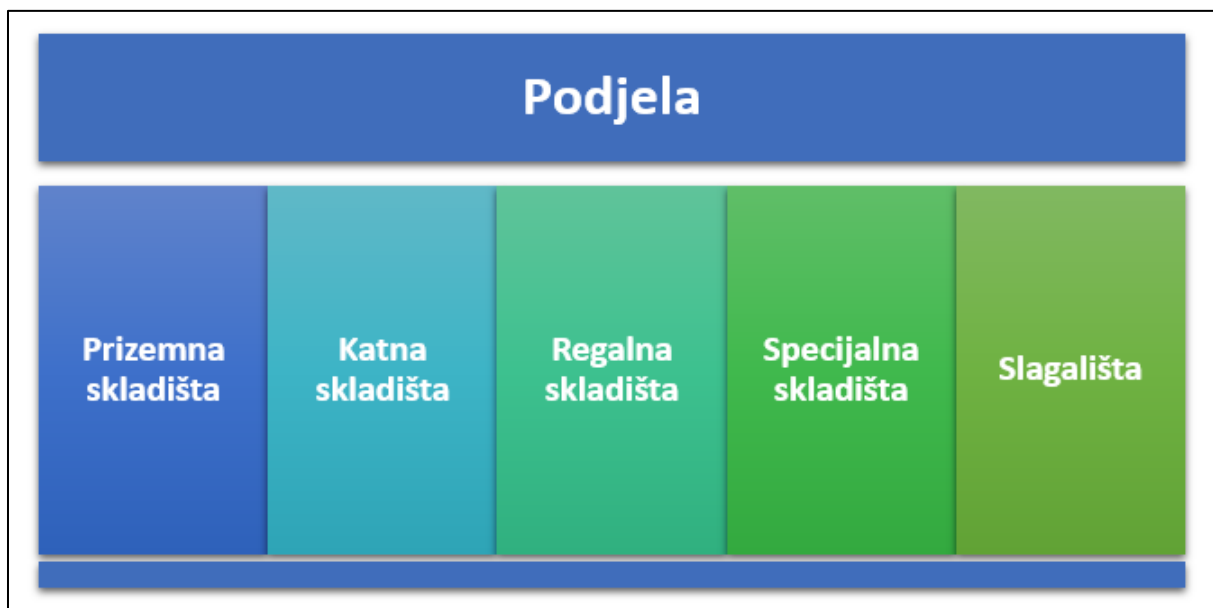 Podjela
Prizemna
skladišta
Katna
skladišta
Regalna
skladišta
Specijalna
skladišta
Slagališta